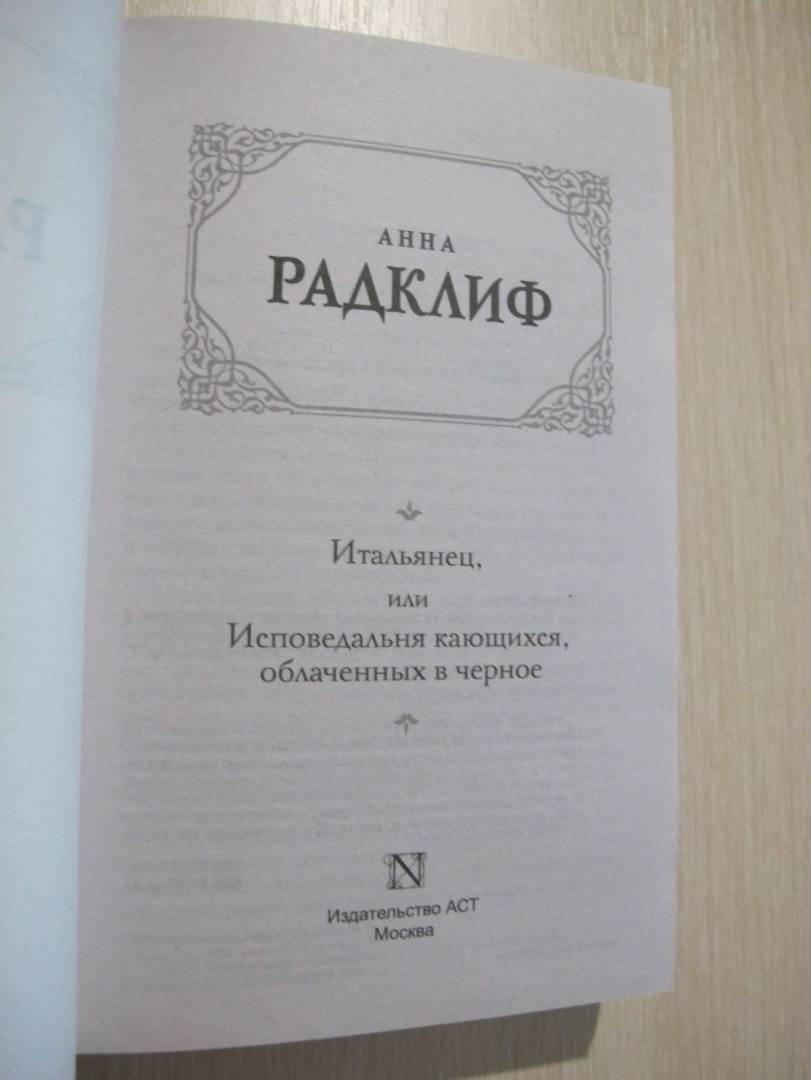 АННА
РАДКЛИФ
Итальянец,
или
Исповедальня кающихся,
облаченных в черное
N
Издательство АСТ
Москва